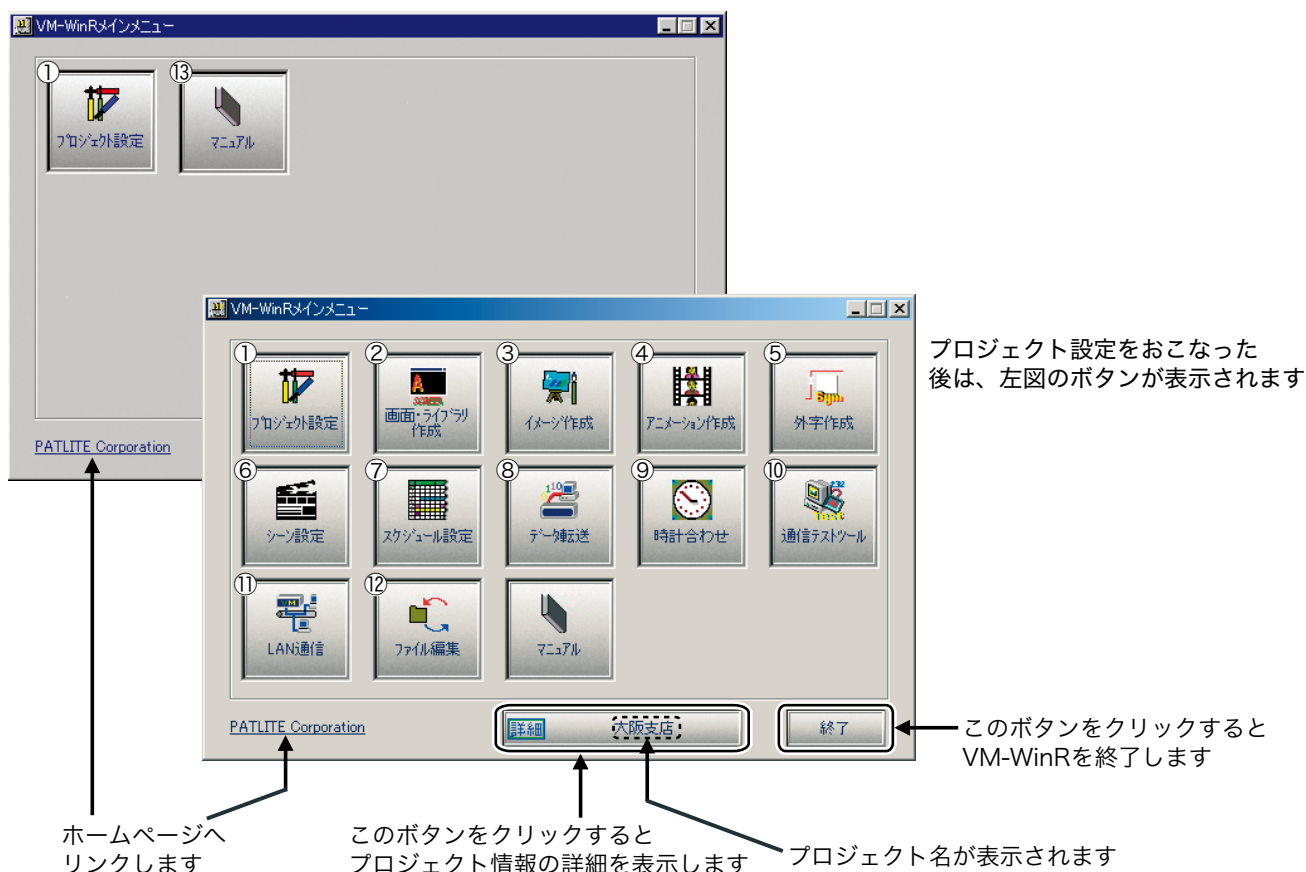 VM-WinRメインメニュー
①
プロジェクト設定
⑬
マニュアル
PATLITE Corporation
VM-WinRメインメニュー
①
プロジェクト設定
②
画面・ライブラリ
作成
③
イメージ作成
④
アニメーション作成
⑤
外字作成
⑥
シーン設定
⑦
スケジュール設定
⑧
データ転送
⑨
時計合わせ
⑩
通信テストツール
⑪
LAN通信
⑫
ファイル編集
マニュアル
PATLITE Corporation
詳細
大阪支店
終了
プロジェクト設定をおこなった
後は、左図のボタンが表示されます
このボタンをクリックすると
VM-WinRを終了します
ホームページへ
リンクします
このボタンをクリックすると
プロジェクト情報の詳細を表示します
プロジェクト名が表示されます